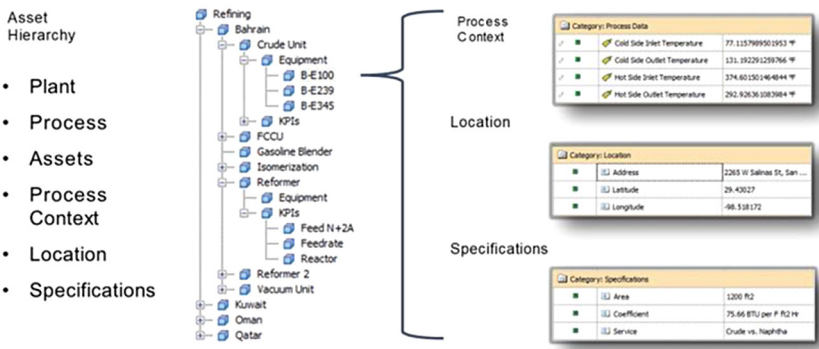 Asset
Hierarchy
• Plant
• Process
• Assets
• Process
Context
• Location
• Specifications
Refining
Bahrain
Crude Unit
Equipment
B-E100
B-E239
B-E345
KPIs
FCCU
Gasoline Blender
Isomerization
Reformer
Equipment
KPIs
Feed N+2A
Feedrate
Reactor
Reformer 2
Vacuum Unit
Kuwait
Oman
Qatar
Process
Context
Category: Process Data
Cold Side Inlet Temperature 77.1157989501953 °F
Cold Side Outlet Temperature 131.192291259766 °F
Hot Side Inlet Temperature 374.601501464844 °F
Hot Side Outlet Temperature 292.926361083984 °F
Location
Category: Location
Address 2265 W Salinas St, San ...
Latitude 29.43027
Longitude -98.518172
Specifications
Category: Specifications
Area 1200 ft2
Coefficient 75.66 BTU per F ft2 Hr
Service Crude vs. Naphtha